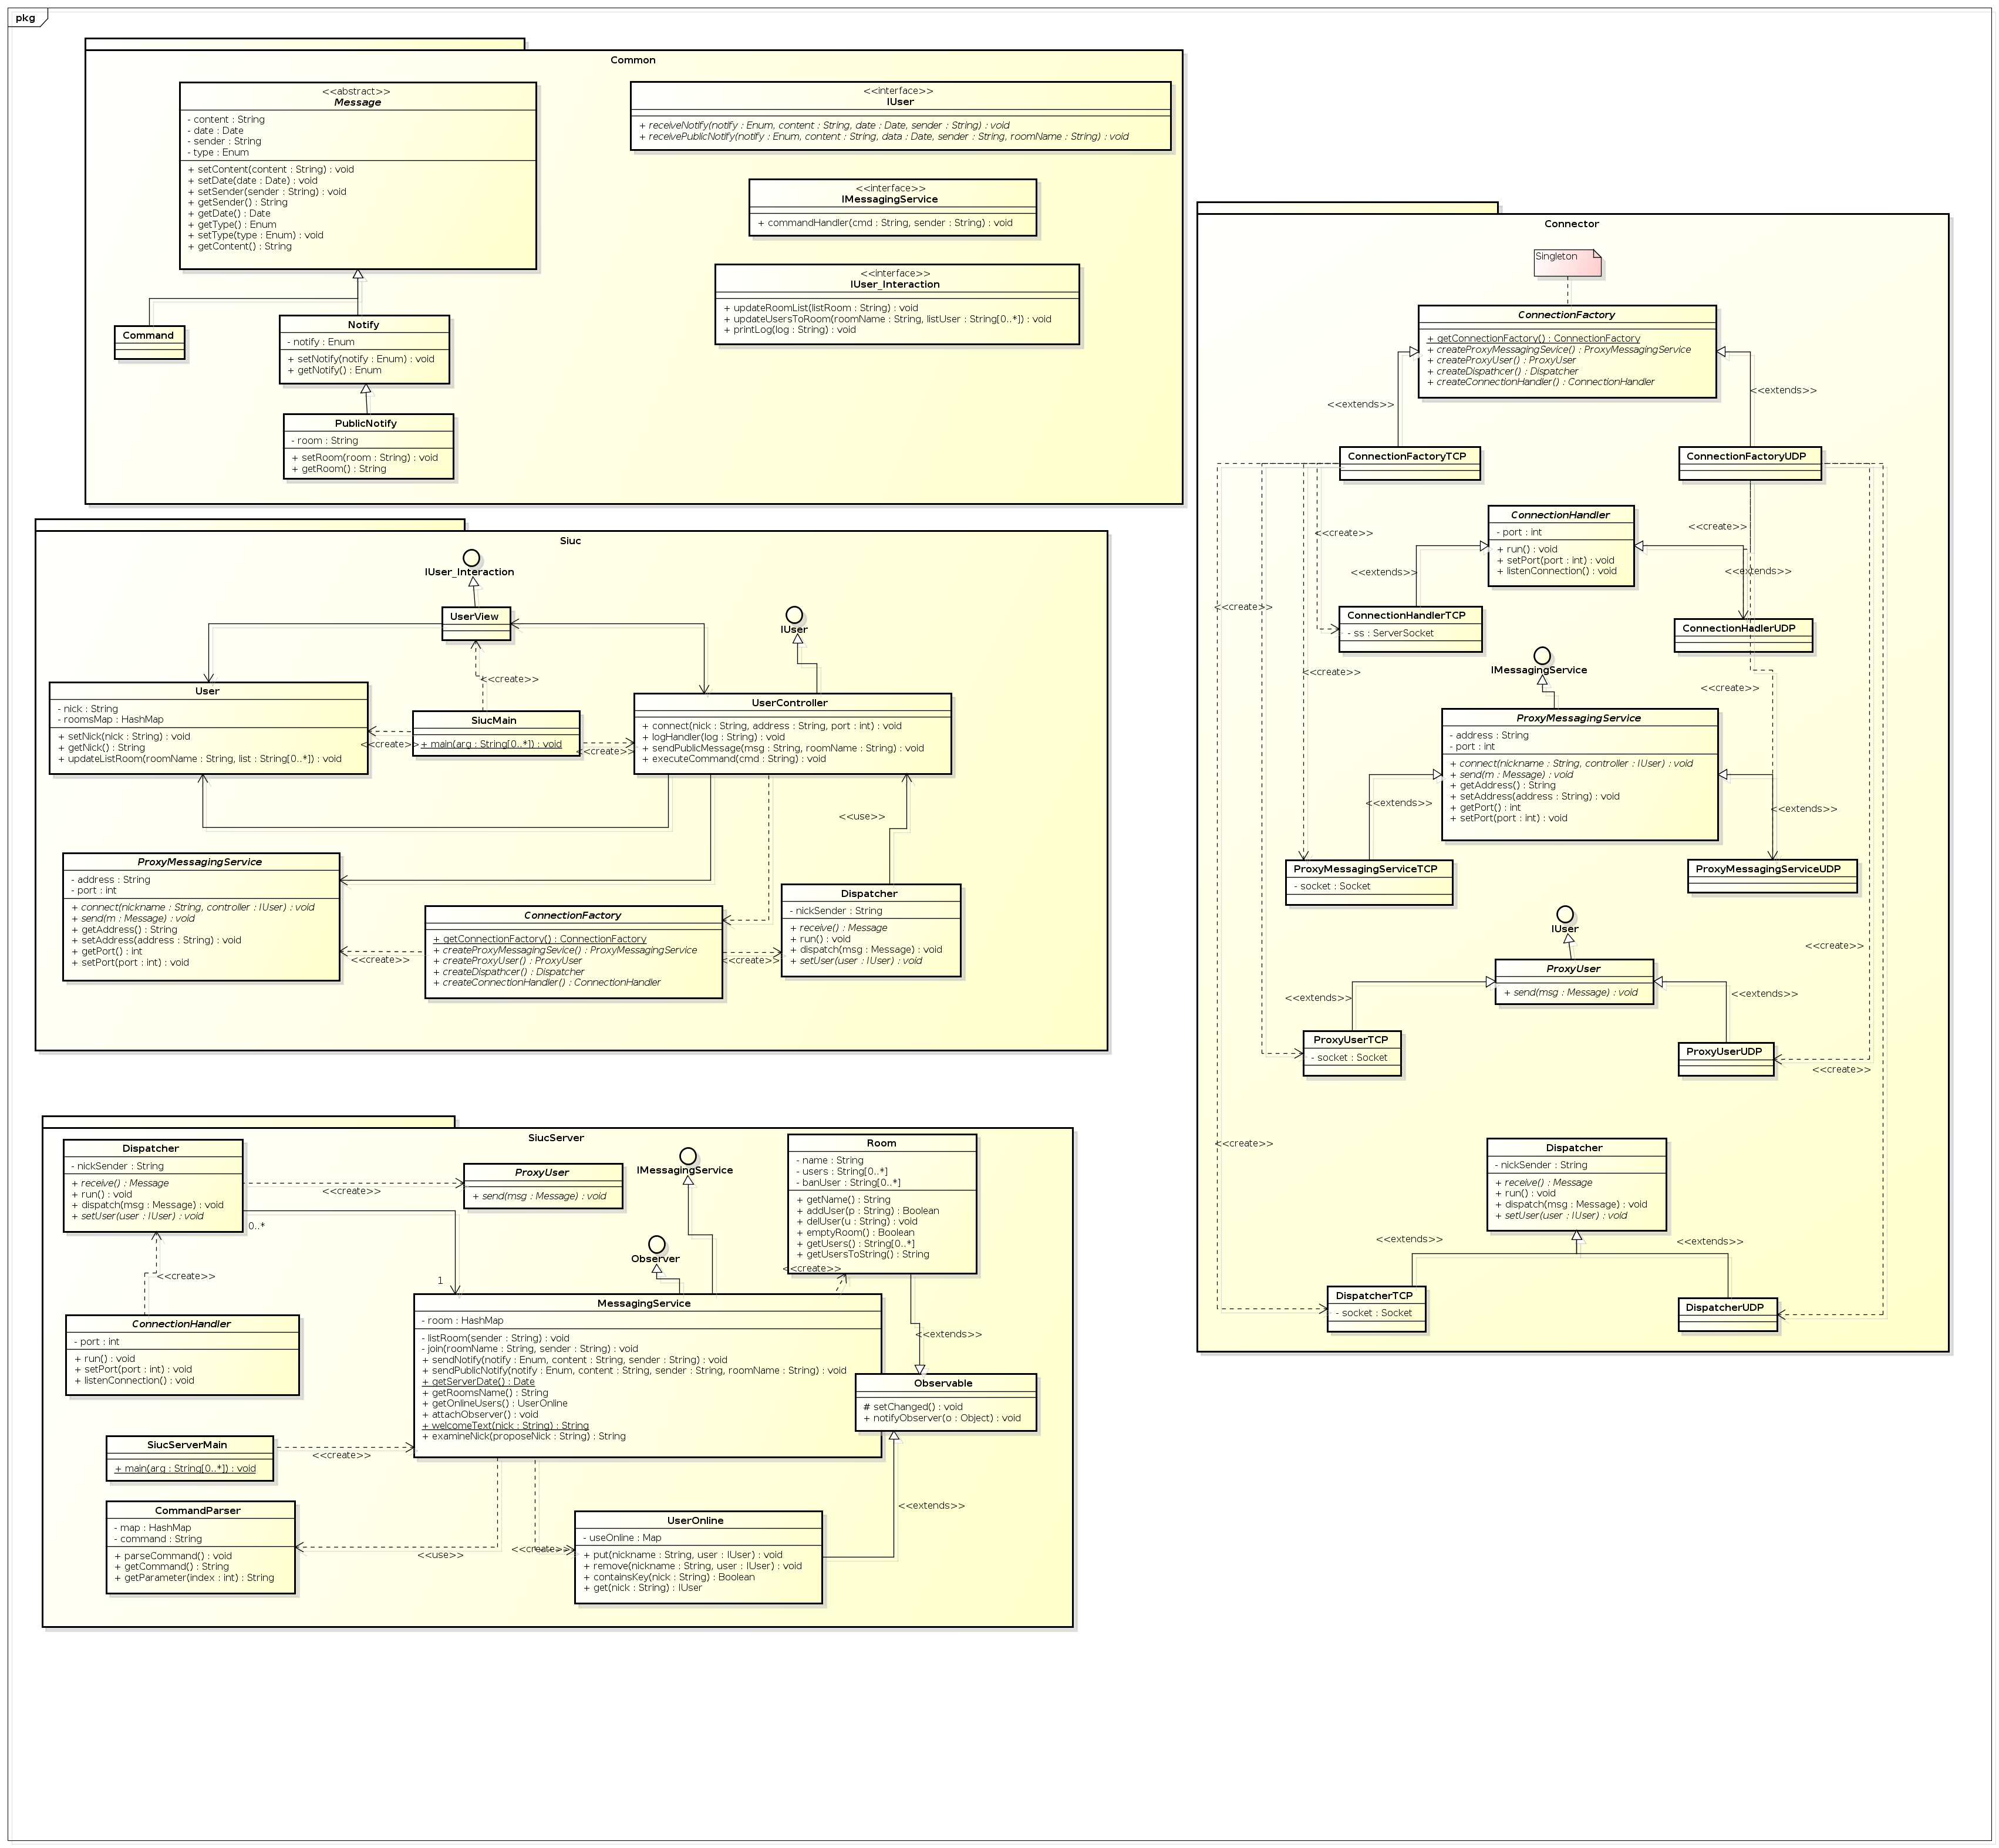 pkg
Common
<<abstract>>
Message
- content : String
- date : Date
- sender : String
- type : Enum
+ setContent(content : String) : void
+ setDate(date : Date) : void
+ setSender(sender : String) : void
+ getSender() : String
+ getDate() : Date
+ getType() : Enum
+ setType(type : Enum) : void
+ getContent() : String
<<interface>>
IUser
+ receiveNotify(notify : Enum, content : String, date : Date, sender : String) : void
+ receivePublicNotify(notify : Enum, content : String, data : Date, sender : String, roomName : String) : void
<<interface>>
IMessagingService
+ commandHandler(cmd : String, sender : String) : void
<<interface>>
IUser_Interaction
+ updateRoomList(listRoom : String) : void
+ updateUsersToRoom(roomName : String, listUser : String[0..*]) : void
+ printLog(log : String) : void
Command
Notify
- notify : Enum
+ setNotify(notify : Enum) : void
+ getNotify() : Enum
PublicNotify
- room : String
+ setRoom(room : String) : void
+ getRoom() : String
Siuc
IUser_Interaction
UserView
IUser
<<create>>
User
- nick : String
- roomsMap : HashMap
+ setNick(nick : String) : void
+ getNick() : String
+ updateListRoom(roomName : String, list : String[0..*]) : void
<<create>>
SiucMain
+ main(arg : String[0..*]) : void
<<create>>
UserController
+ connect(nick : String, address : String, port : int) : void
+ logHandler(log : String) : void
+ sendPublicMessage(msg : String, roomName : String) : void
+ executeCommand(cmd : String) : void
<<use>>
ProxyMessagingService
- address : String
- port : int
+ connect(nickname : String, controller : IUser) : void
+ send(m : Message) : void
+ getAddress() : String
+ setAddress(address : String) : void
+ getPort() : int
+ setPort(port : int) : void
<<create>>
ConnectionFactory
+ getConnectionFactory() : ConnectionFactory
+ createProxyMessagingSevice() : ProxyMessagingService
+ createProxyUser() : ProxyUser
+ createDispathcer() : Dispatcher
+ createConnectionHandler() : ConnectionHandler
<<create>>
Dispatcher
- nickSender : String
+ receive() : Message
+ run() : void
+ dispatch(msg : Message) : void
+ setUser(user : IUser) : void
SiucServer
Dispatcher
- nickSender : String
+ receive() : Message
+ run() : void
+ dispatch(msg : Message) : void
+ setUser(user : IUser) : void
<<create>>
0..*
1
ProxyUser
+ send(msg : Message) : void
IMessagingService
Observer
Room
- name : String
- users : String[0..*]
- banUser : String[0..*]
+ getName() : String
+ addUser(p : String) : Boolean
+ delUser(u : String) : void
+ emptyRoom() : Boolean
+ getUsers() : String[0..*]
+ getUsersToString() : String
<<create>>
<<create>>
ConnectionHandler
- port : int
+ run() : void
+ setPort(port : int) : void
+ listenConnection() : void
MessagingService
- room : HashMap
- listRoom(sender : String) : void
- join(roomName : String, sender : String) : void
+ sendNotify(notify : Enum, content : String, sender : String) : void
+ sendPublicNotify(notify : Enum, content : String, sender : String, roomName : String) : void
+ getServerDate() : Date
+ getRoomsName() : String
+ getOnlineUsers() : UserOnline
+ attachObserver() : void
+ welcomeText(nick : String) : String
+ examineNick(proposeNick : String) : String
<<extends>>
Observable
# setChanged() : void
+ notifyObserver(o : Object) : void
SiucServerMain
+ main(arg : String[0..*]) : void
<<create>>
CommandParser
- map : HashMap
- command : String
+ parseCommand() : void
+ getCommand() : String
+ getParameter(index : int) : String
<<use>>
<<create>>
UserOnline
- useOnline : Map
+ put(nickname : String, user : IUser) : void
+ remove(nickname : String, user : IUser) : void
+ containsKey(nick : String) : Boolean
+ get(nick : String) : IUser
<<extends>>
Connector
Singleton
ConnectionFactory
+ getConnectionFactory() : ConnectionFactory
+ createProxyMessagingSevice() : ProxyMessagingService
+ createProxyUser() : ProxyUser
+ createDispathcer() : Dispatcher
+ createConnectionHandler() : ConnectionHandler
<<extends>>
<<extends>>
ConnectionFactoryTCP
ConnectionFactoryUDP
ConnectionHandler
- port : int
+ run() : void
+ setPort(port : int) : void
+ listenConnection() : void
<<create>>
<<create>>
<<extends>>
<<extends>>
<<create>>
ConnectionHandlerTCP
- ss : ServerSocket
ConnectionHadlerUDP
IMessagingService
<<create>>
<<create>>
ProxyMessagingService
- address : String
- port : int
+ connect(nickname : String, controller : IUser) : void
+ send(m : Message) : void
+ getAddress() : String
+ setAddress(address : String) : void
+ getPort() : int
+ setPort(port : int) : void
<<extends>>
<<extends>>
ProxyMessagingServiceTCP
- socket : Socket
ProxyMessagingServiceUDP
IUser
<<create>>
ProxyUser
+ send(msg : Message) : void
<<extends>>
<<extends>>
ProxyUserTCP
- socket : Socket
ProxyUserUDP
<<create>>
<<create>>
Dispatcher
- nickSender : String
+ receive() : Message
+ run() : void
+ dispatch(msg : Message) : void
+ setUser(user : IUser) : void
<<extends>>
<<extends>>
DispatcherTCP
- socket : Socket
DispatcherUDP